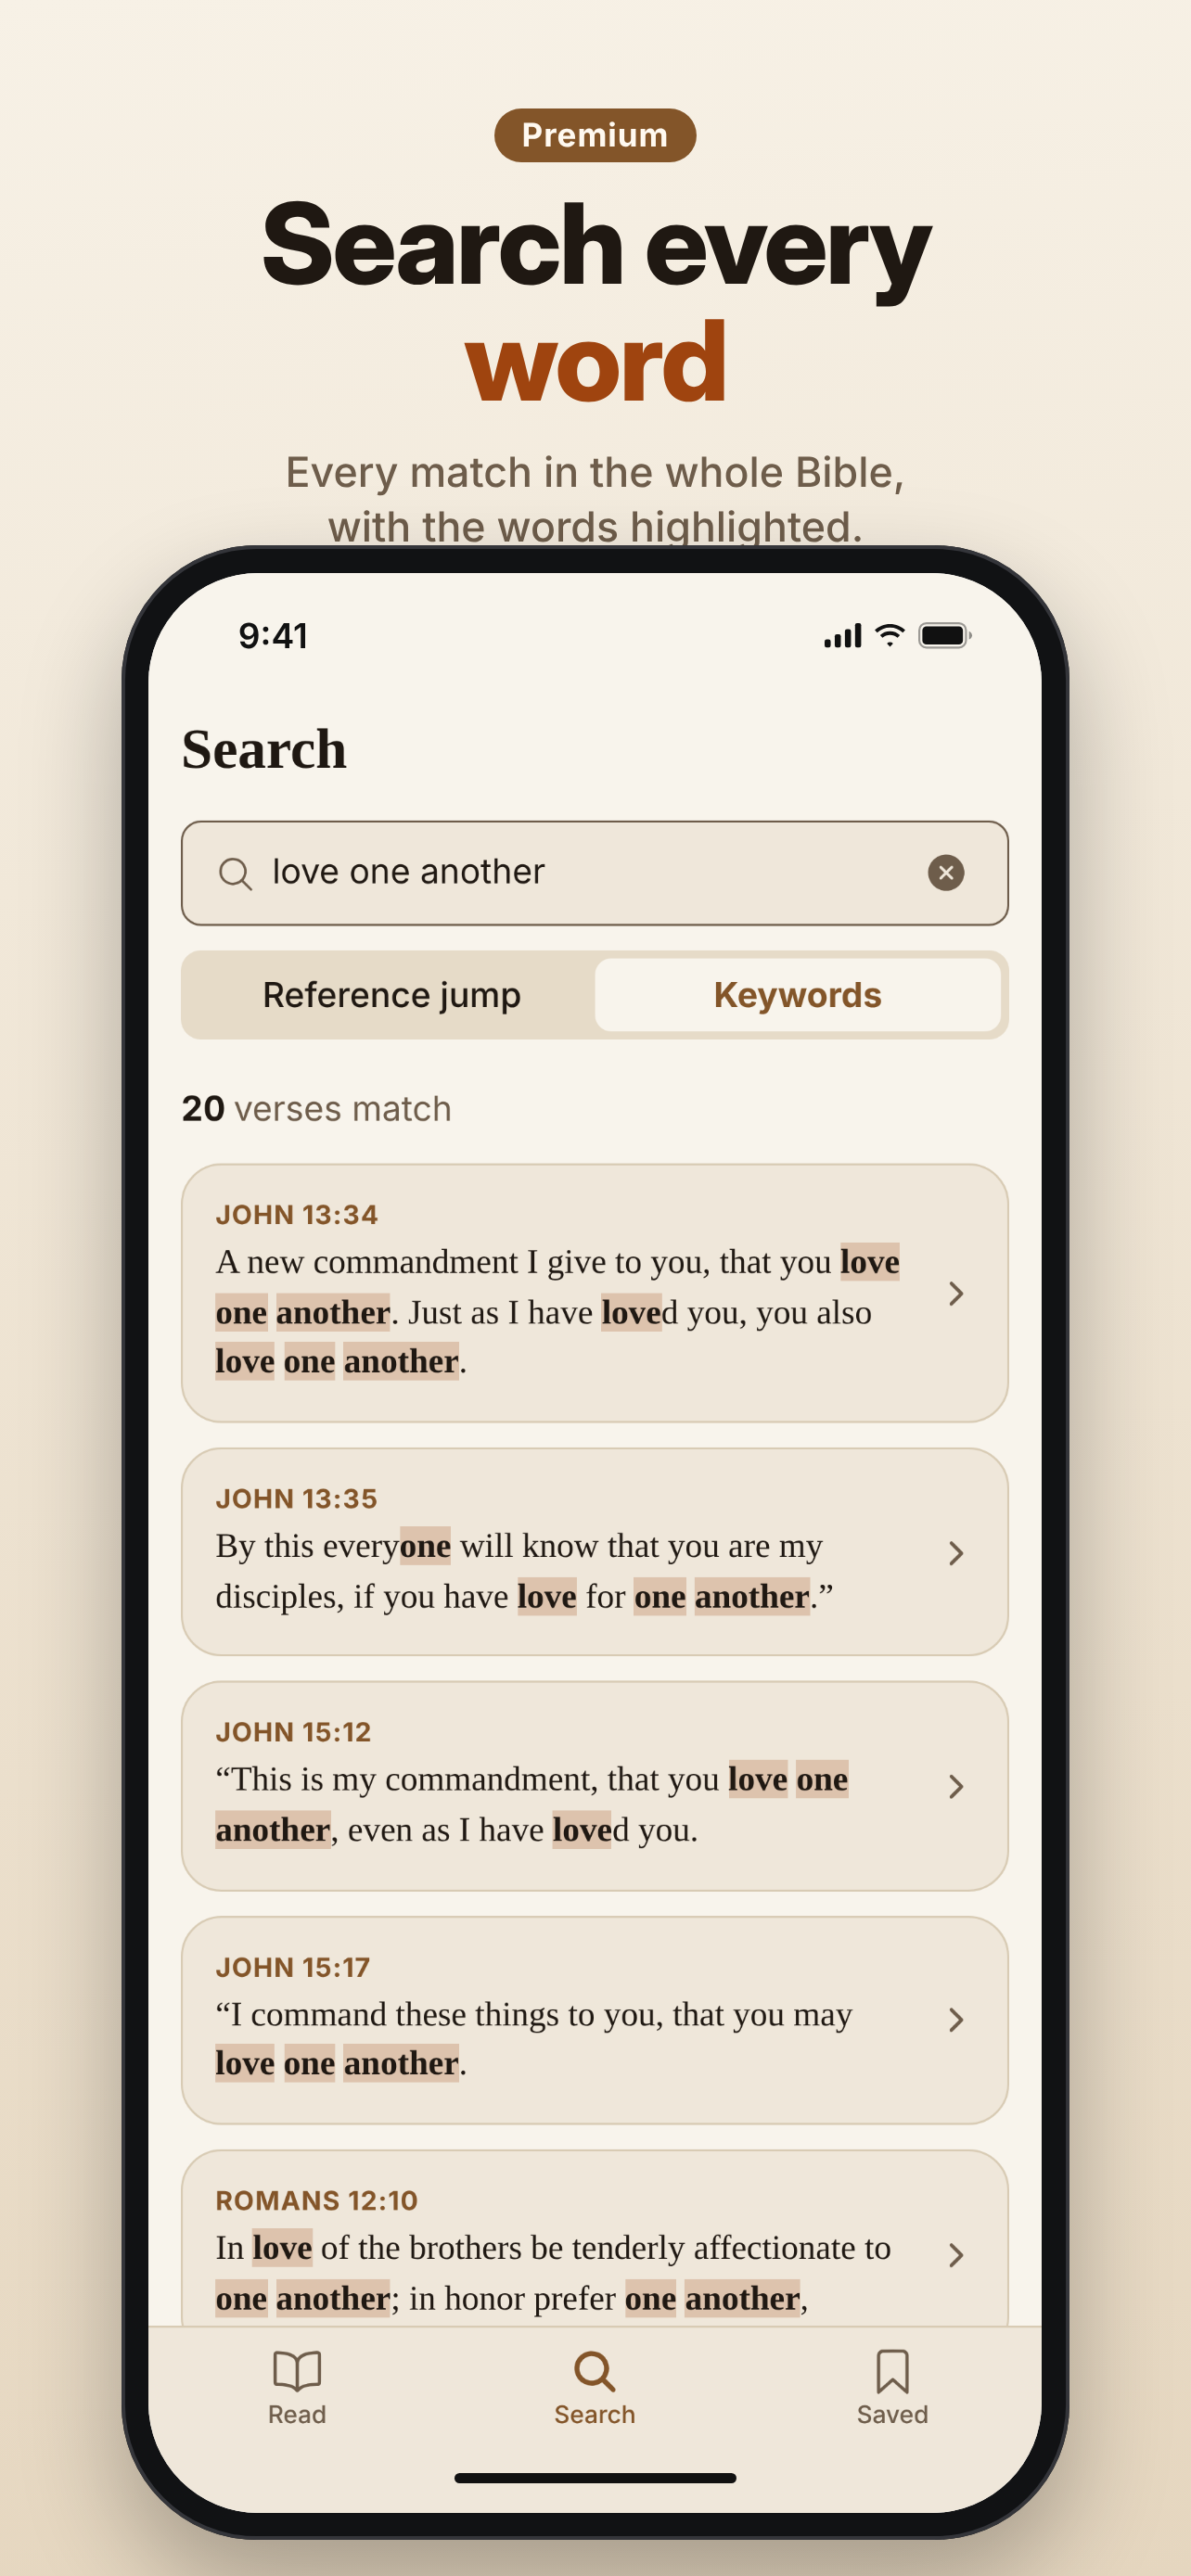 Premium
Search every
word
Every match in the whole Bible,
with the words highlighted.
9:41
Search
love one another
Reference jump
Keywords
20 verses match
JOHN 13:34
A new commandment I give to you, that you love
one another. Just as I have loved you, you also
love one another.
JOHN 13:35
By this everyone will know that you are my
disciples, if you have love for one another.”
JOHN 15:12
“This is my commandment, that you love one
another, even as I have loved you.
JOHN 15:17
“I command these things to you, that you may
love one another.
ROMANS 12:10
In love of the brothers be tenderly affectionate to
one another; in honor prefer one another,
Read
Search
Saved